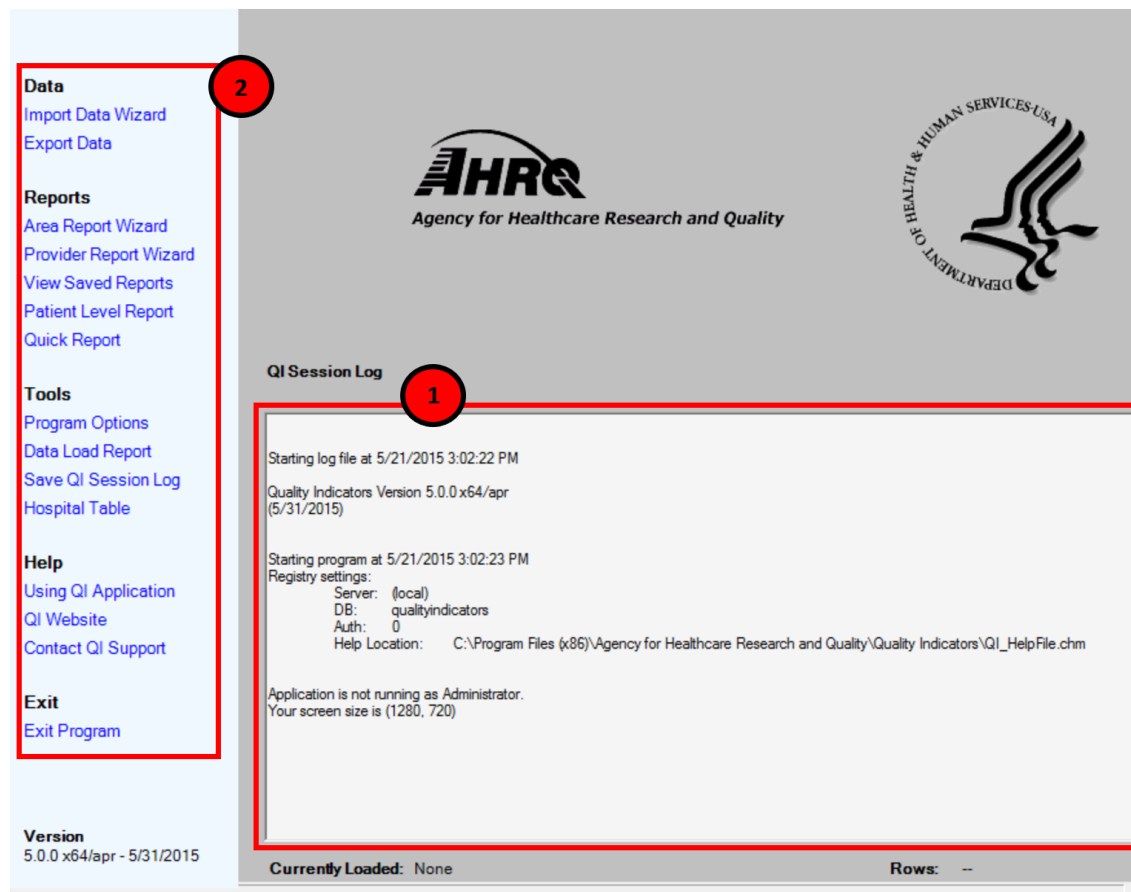 Data
Import Data Wizard
Export Data
Reports
Area Report Wizard
Provider Report Wizard
View Saved Reports
Patient Level Report
Quick Report
Tools
Program Options
Data Load Report
Save QI Session Log
Hospital Table
Help
Using QI Application
QI Website
Contact QI Support
Exit
Exit Program
Version
5.0.0 x64/apr - 5/31/2015
2
AHRQ
Agency for Healthcare Research and Quality
DEPARTMENT OF HEALTH & HUMAN SERVICES·USA
QI Session Log
1
Starting log file at 5/21/2015 3:02:22 PM
Quality Indicators Version 5.0.0 x64/apr
(5/31/2015)
Starting program at 5/21/2015 3:02:23 PM
Registry settings:
Server: (local)
DB: qualityindicators
Auth: 0
Help Location: C:\Program Files (x86)\Agency for Healthcare Research and Quality\Quality Indicators\QI_HelpFile.chm
Application is not running as Administrator.
Your screen size is (1280, 720)
Currently Loaded: None Rows: --